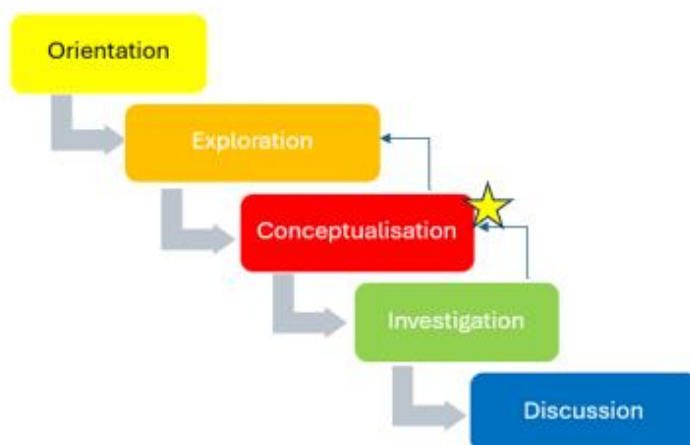 Orientation
Exploration
Conceptualisation
Investigation
Discussion